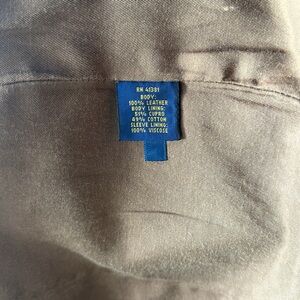 RN 41381
BODY:
100% LEATHER
BODY LINING:
51% CUPRO
49% COTTON
SLEEVE LINING:
100% VISCOSE